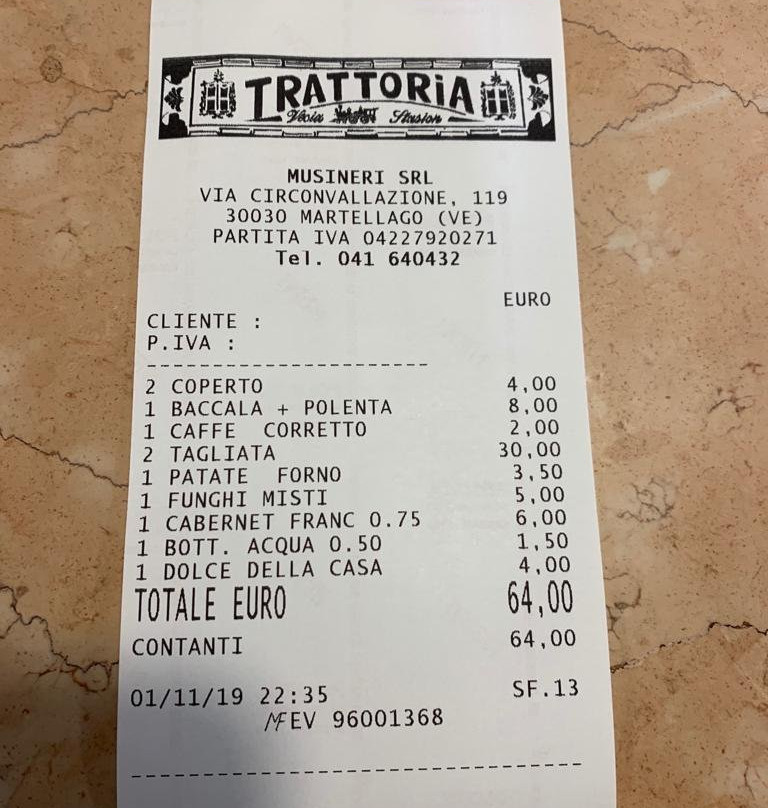 TRATTORiA
Vecia Stasion
MUSINERI SRL
VIA CIRCONVALLAZIONE, 119
30030 MARTELLAGO (VE)
PARTITA IVA 04227920271
Tel. 041 640432
EURO
CLIENTE :
P.IVA :
2 COPERTO 4,00
1 BACCALA + POLENTA 8,00
1 CAFFE CORRETTO 2,00
2 TAGLIATA 30,00
1 PATATE FORNO 3,50
1 FUNGHI MISTI 5,00
1 CABERNET FRANC 0.75 6,00
1 BOTT. ACQUA 0.50 1,50
1 DOLCE DELLA CASA 4,00
TOTALE EURO 64,00
CONTANTI 64,00
01/11/19 22:35 SF.13
MFEV 96001368